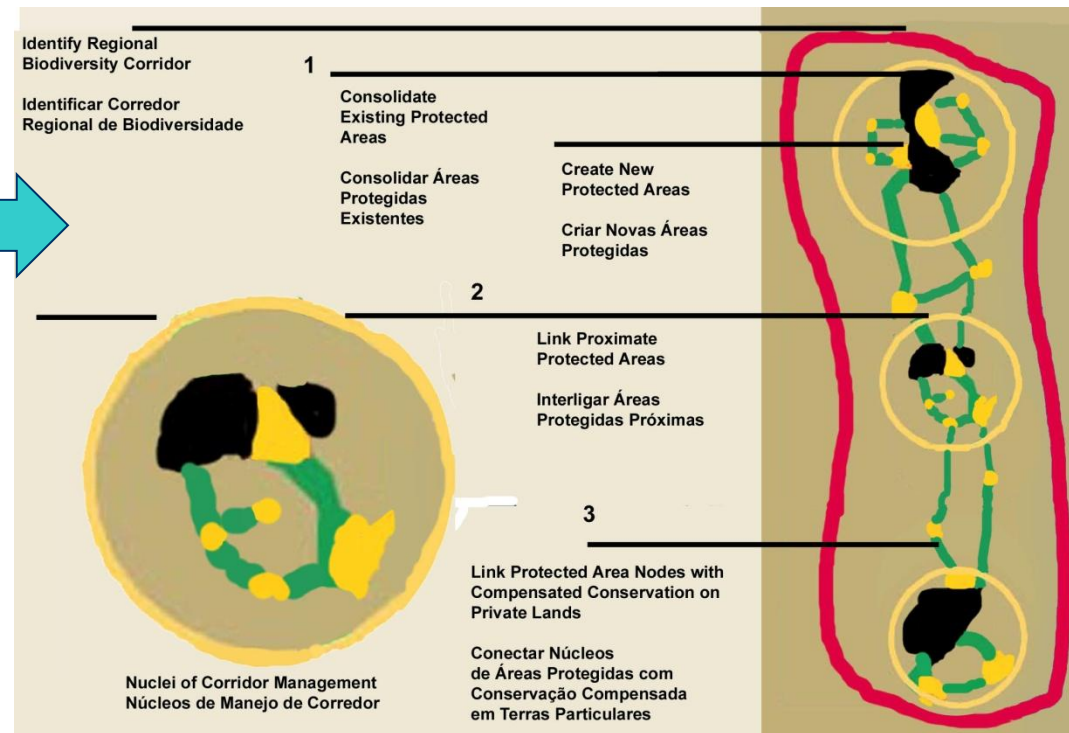 Identify Regional
Biodiversity Corridor
Identificar Corredor
Regional de Biodiversidade
1
Consolidate
Existing Protected
Areas
Consolidar Áreas
Protegidas
Existentes
Create New
Protected Areas
Criar Novas Áreas
Protegidas
2
Link Proximate
Protected Areas
Interligar Áreas
Protegidas Próximas
3
Link Protected Area Nodes with
Compensated Conservation on
Private Lands
Conectar Núcleos
de Áreas Protegidas com
Conservação Compensada
em Terras Particulares
Nuclei of Corridor Management
Núcleos de Manejo de Corredor